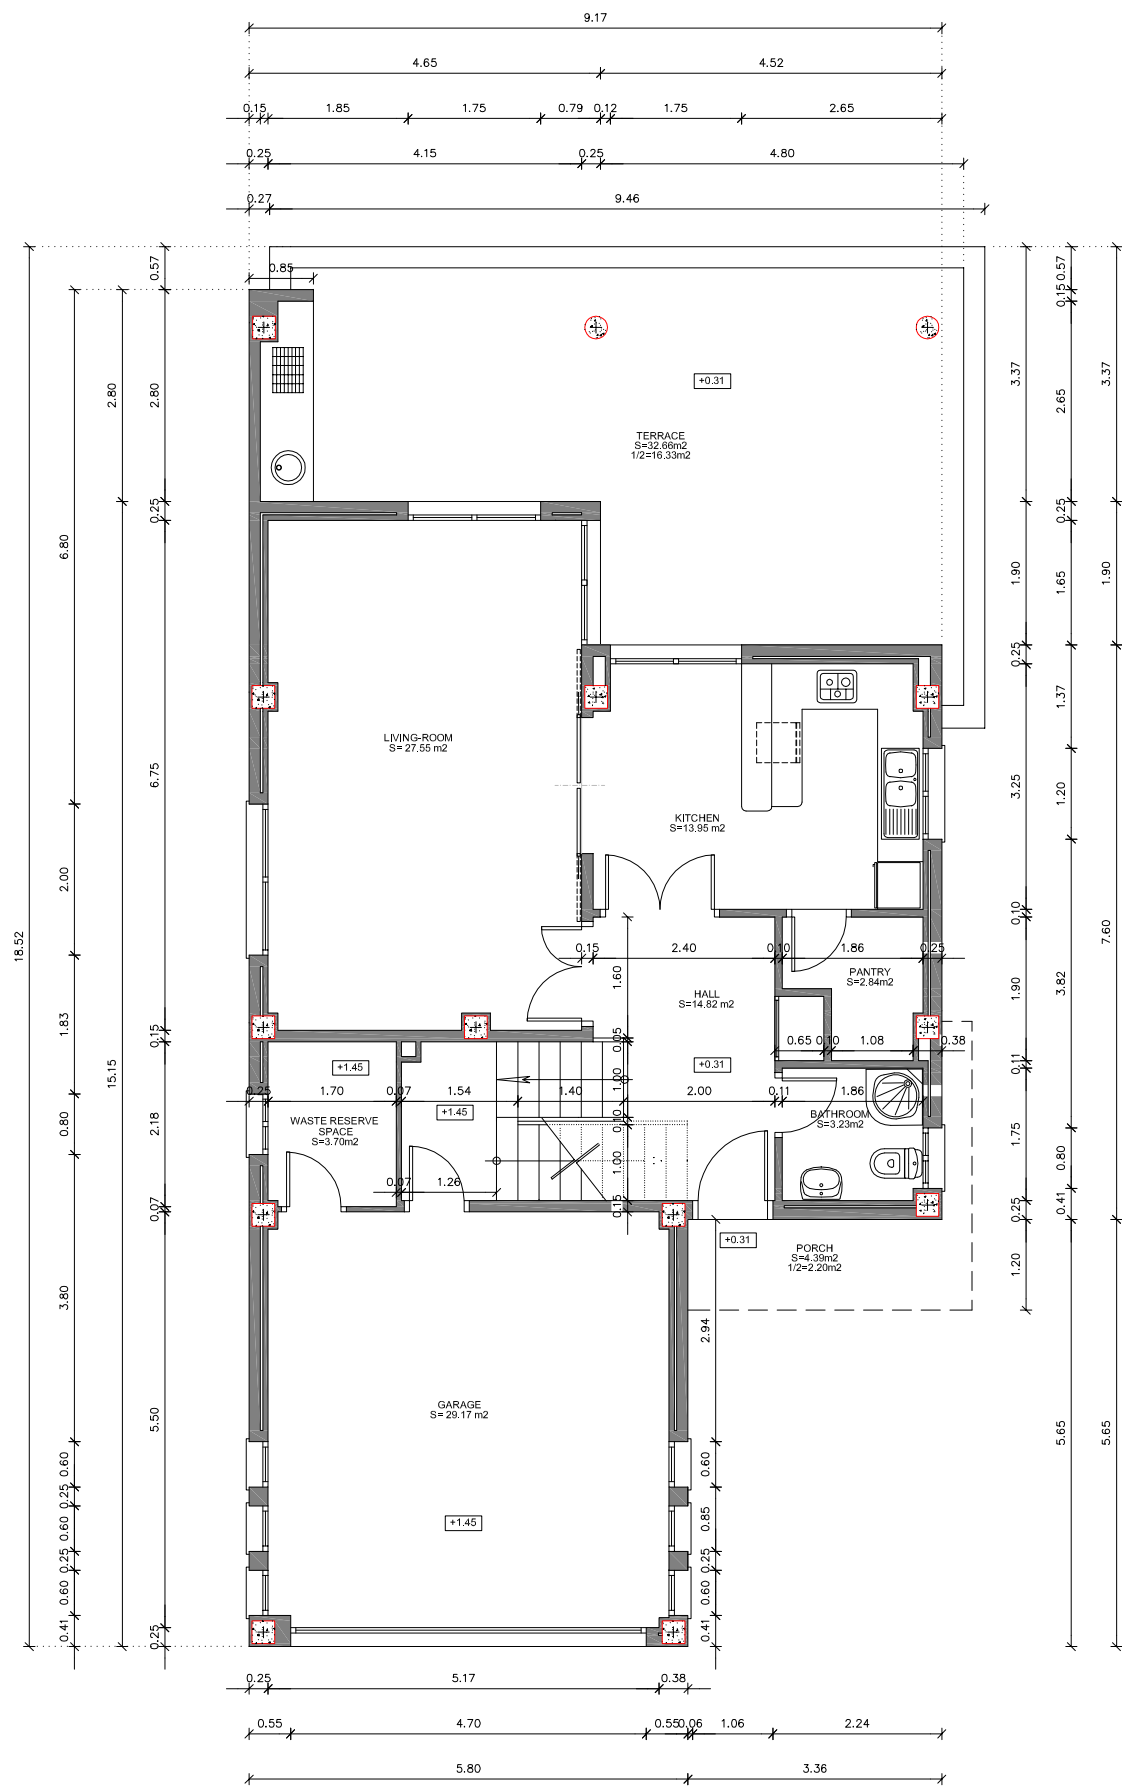 9.17
4.65 4.52
0.15 1.85 1.75 0.79 0.12 1.75 2.65
0.25 4.15 0.25 4.80
0.27 9.46
0.85
18.52
15.15
2.80
6.80
2.00
1.83
0.80
3.80
0.60
0.25
0.60
0.25
0.60
0.41
0.57
2.80
0.25
6.75
0.15
2.18
0.07
5.50
0.25
+0.31
TERRACE
S=32.66m2
1/2=16.33m2
LIVING-ROOM
S= 27.55 m2
KITCHEN
S=13.95 m2
0.15 2.40 0.10 1.86 0.25
1.60
PANTRY
S=2.84m2
HALL
S=14.82 m2
0.65 0.10 1.08 0.38
0.05
+0.31
+1.45
0.25 1.70 0.07 1.54 1.40 1.00 2.00 0.11 1.86
+1.45
WASTE RESERVE
SPACE
S=3.70m2
BATHROOM
S=3.23m2
0.10
1.00
0.15
0.07 1.26
+0.31
PORCH
S=4.39m2
1/2=2.20m2
2.94
0.60
0.85
0.25
0.60
0.41
GARAGE
S= 29.17 m2
+1.45
3.37
1.90
0.25
3.25
0.10
1.90
0.11
1.75
0.25
1.20
0.57
0.15
2.65
0.25
1.65
1.37
1.20
3.82
0.80
0.41
5.65
3.37
1.90
7.60
5.65
0.25 5.17 0.38
0.55 4.70 0.55 0.06 1.06 2.24
5.80 3.36